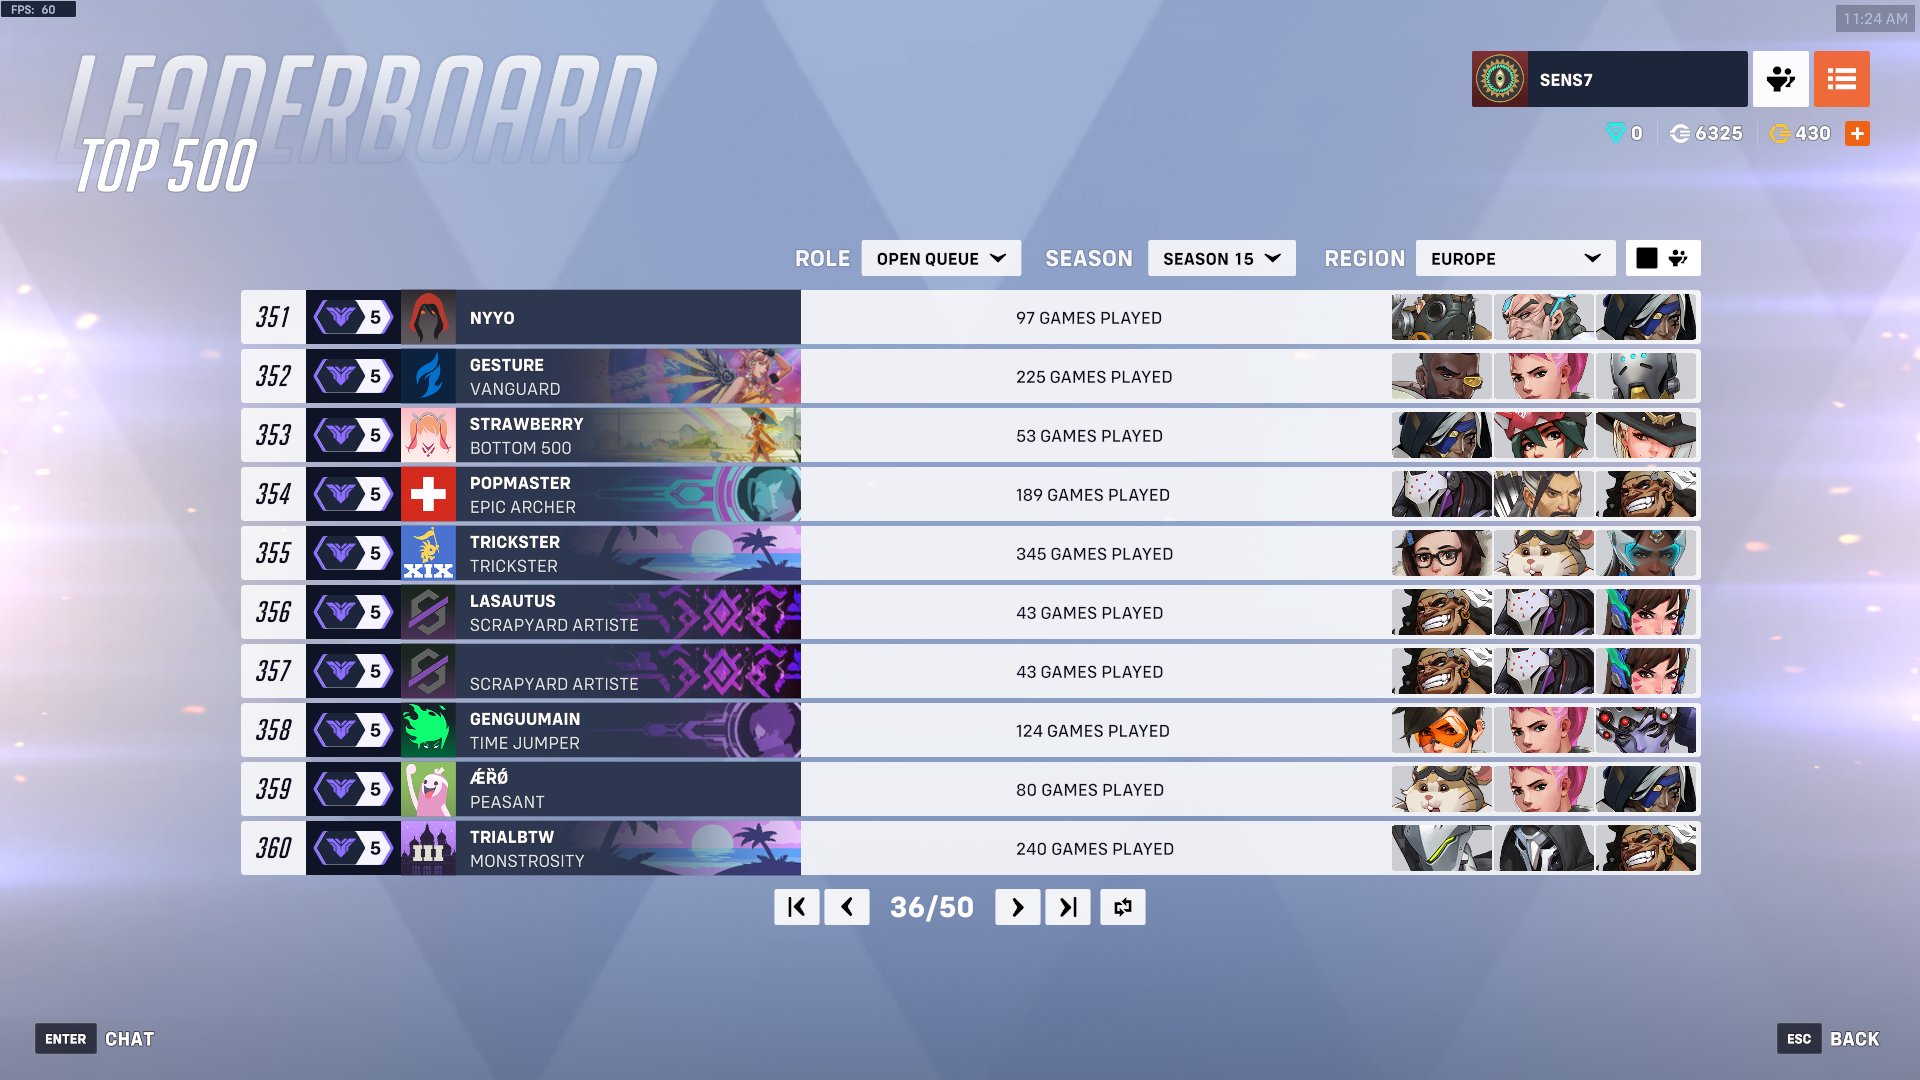 FPS: 60
11:24 AM
LEADERBOARD
TOP 500
SENS7
0 6325 430
ROLE OPEN QUEUE SEASON SEASON 15 REGION EUROPE
351 5 NYYO 97 GAMES PLAYED
352 5 GESTURE 225 GAMES PLAYED
VANGUARD
353 5 STRAWBERRY 53 GAMES PLAYED
BOTTOM 500
354 5 POPMASTER 189 GAMES PLAYED
EPIC ARCHER
355 5 XIX TRICKSTER 345 GAMES PLAYED
TRICKSTER
356 5 LASAUTUS 43 GAMES PLAYED
SCRAPYARD ARTISTE
357 5 43 GAMES PLAYED
SCRAPYARD ARTISTE
358 5 GENGUUMAIN 124 GAMES PLAYED
TIME JUMPER
359 5 80 GAMES PLAYED
PEASANT
360 5 III TRIALBTW 240 GAMES PLAYED
MONSTROSITY
36/50
ENTER CHAT
ESC BACK